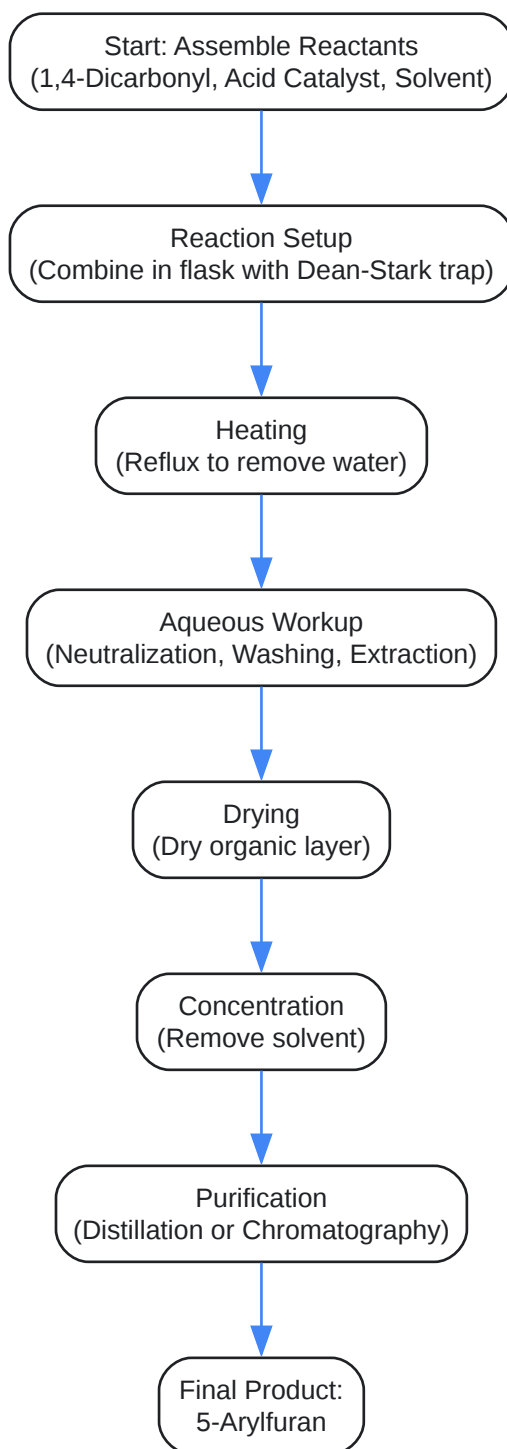 Start: Assemble Reactants
(1,4-Dicarbonyl, Acid Catalyst, Solvent)
Reaction Setup
(Combine in flask with Dean-Stark trap)
Heating
(Reflux to remove water)
Aqueous Workup
(Neutralization, Washing, Extraction)
Drying
(Dry organic layer)
Concentration
(Remove solvent)
Purification
(Distillation or Chromatography)
Final Product:
5-Arylfuran